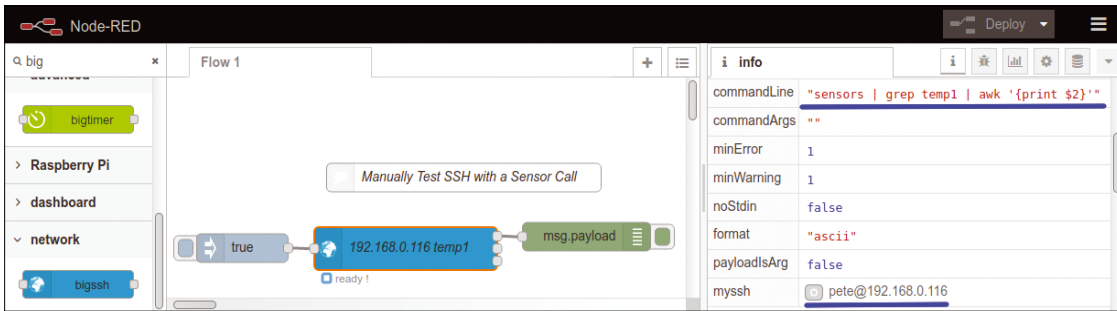 Node-RED
Deploy
big
×
advanced
bigtimer
Raspberry Pi
dashboard
network
bigssh
Flow 1
Manually Test SSH with a Sensor Call
true
192.168.0.116 temp1
ready !
msg.payload
i info
i
commandLine "sensors | grep temp1 | awk '{print $2}'"
commandArgs ""
minError 1
minWarning 1
noStdin false
format "ascii"
payloadIsArg false
myssh pete@192.168.0.116